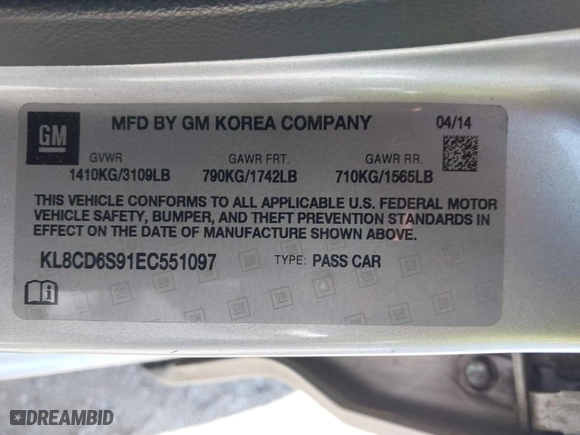 GM MFD BY GM KOREA COMPANY 04/14
GVWR GAWR FRT. GAWR RR.
1410KG/3109LB 790KG/1742LB 710KG/1565LB
THIS VEHICLE CONFORMS TO ALL APPLICABLE U.S. FEDERAL MOTOR
VEHICLE SAFETY, BUMPER, AND THEFT PREVENTION STANDARDS IN
EFFECT ON THE DATE OF MANUFACTURE SHOWN ABOVE.
KL8CD6S91EC551097 TYPE: PASS CAR
DREAMBID